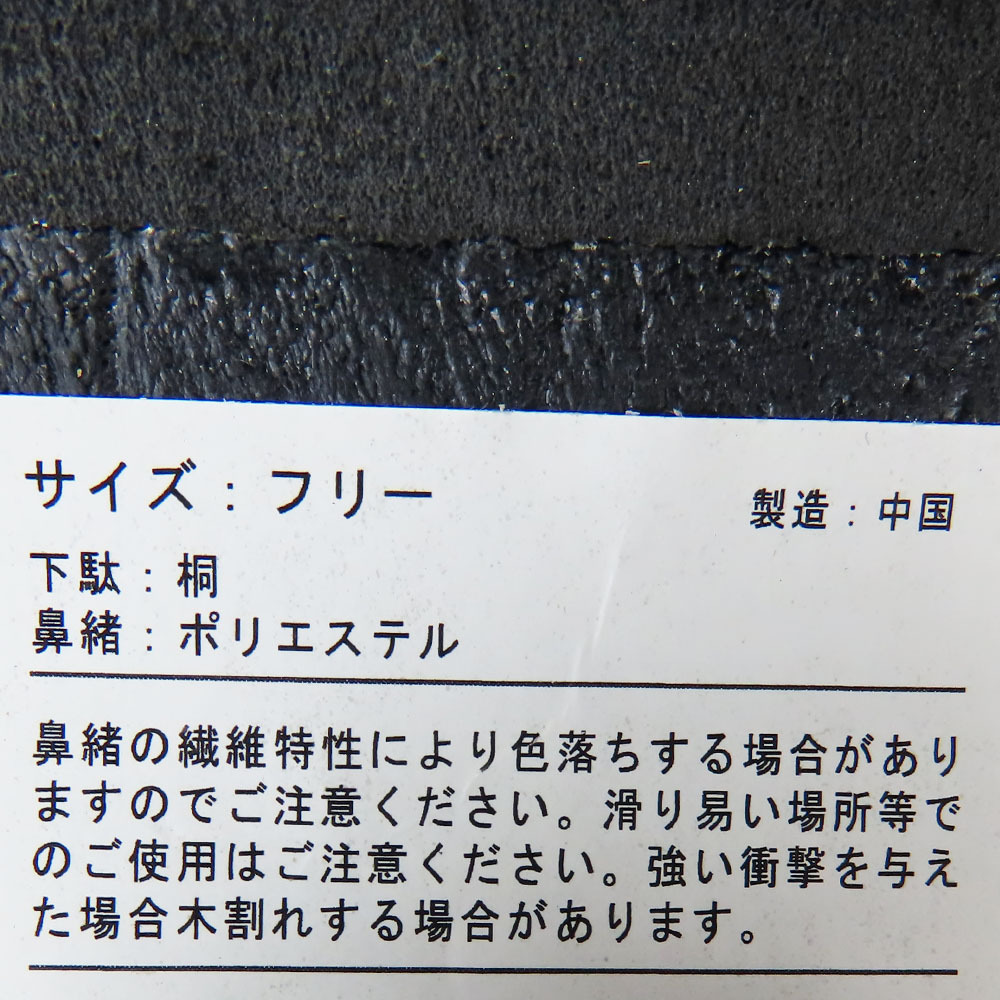 サイズ：フリー
製造：中国
下駄：桐
鼻緒：ポリエステル
鼻緒の繊維特性により色落ちする場合があり
ますのでご注意ください。滑り易い場所等で
のご使用はご注意ください。強い衝撃を与え
た場合木割れする場合があります。